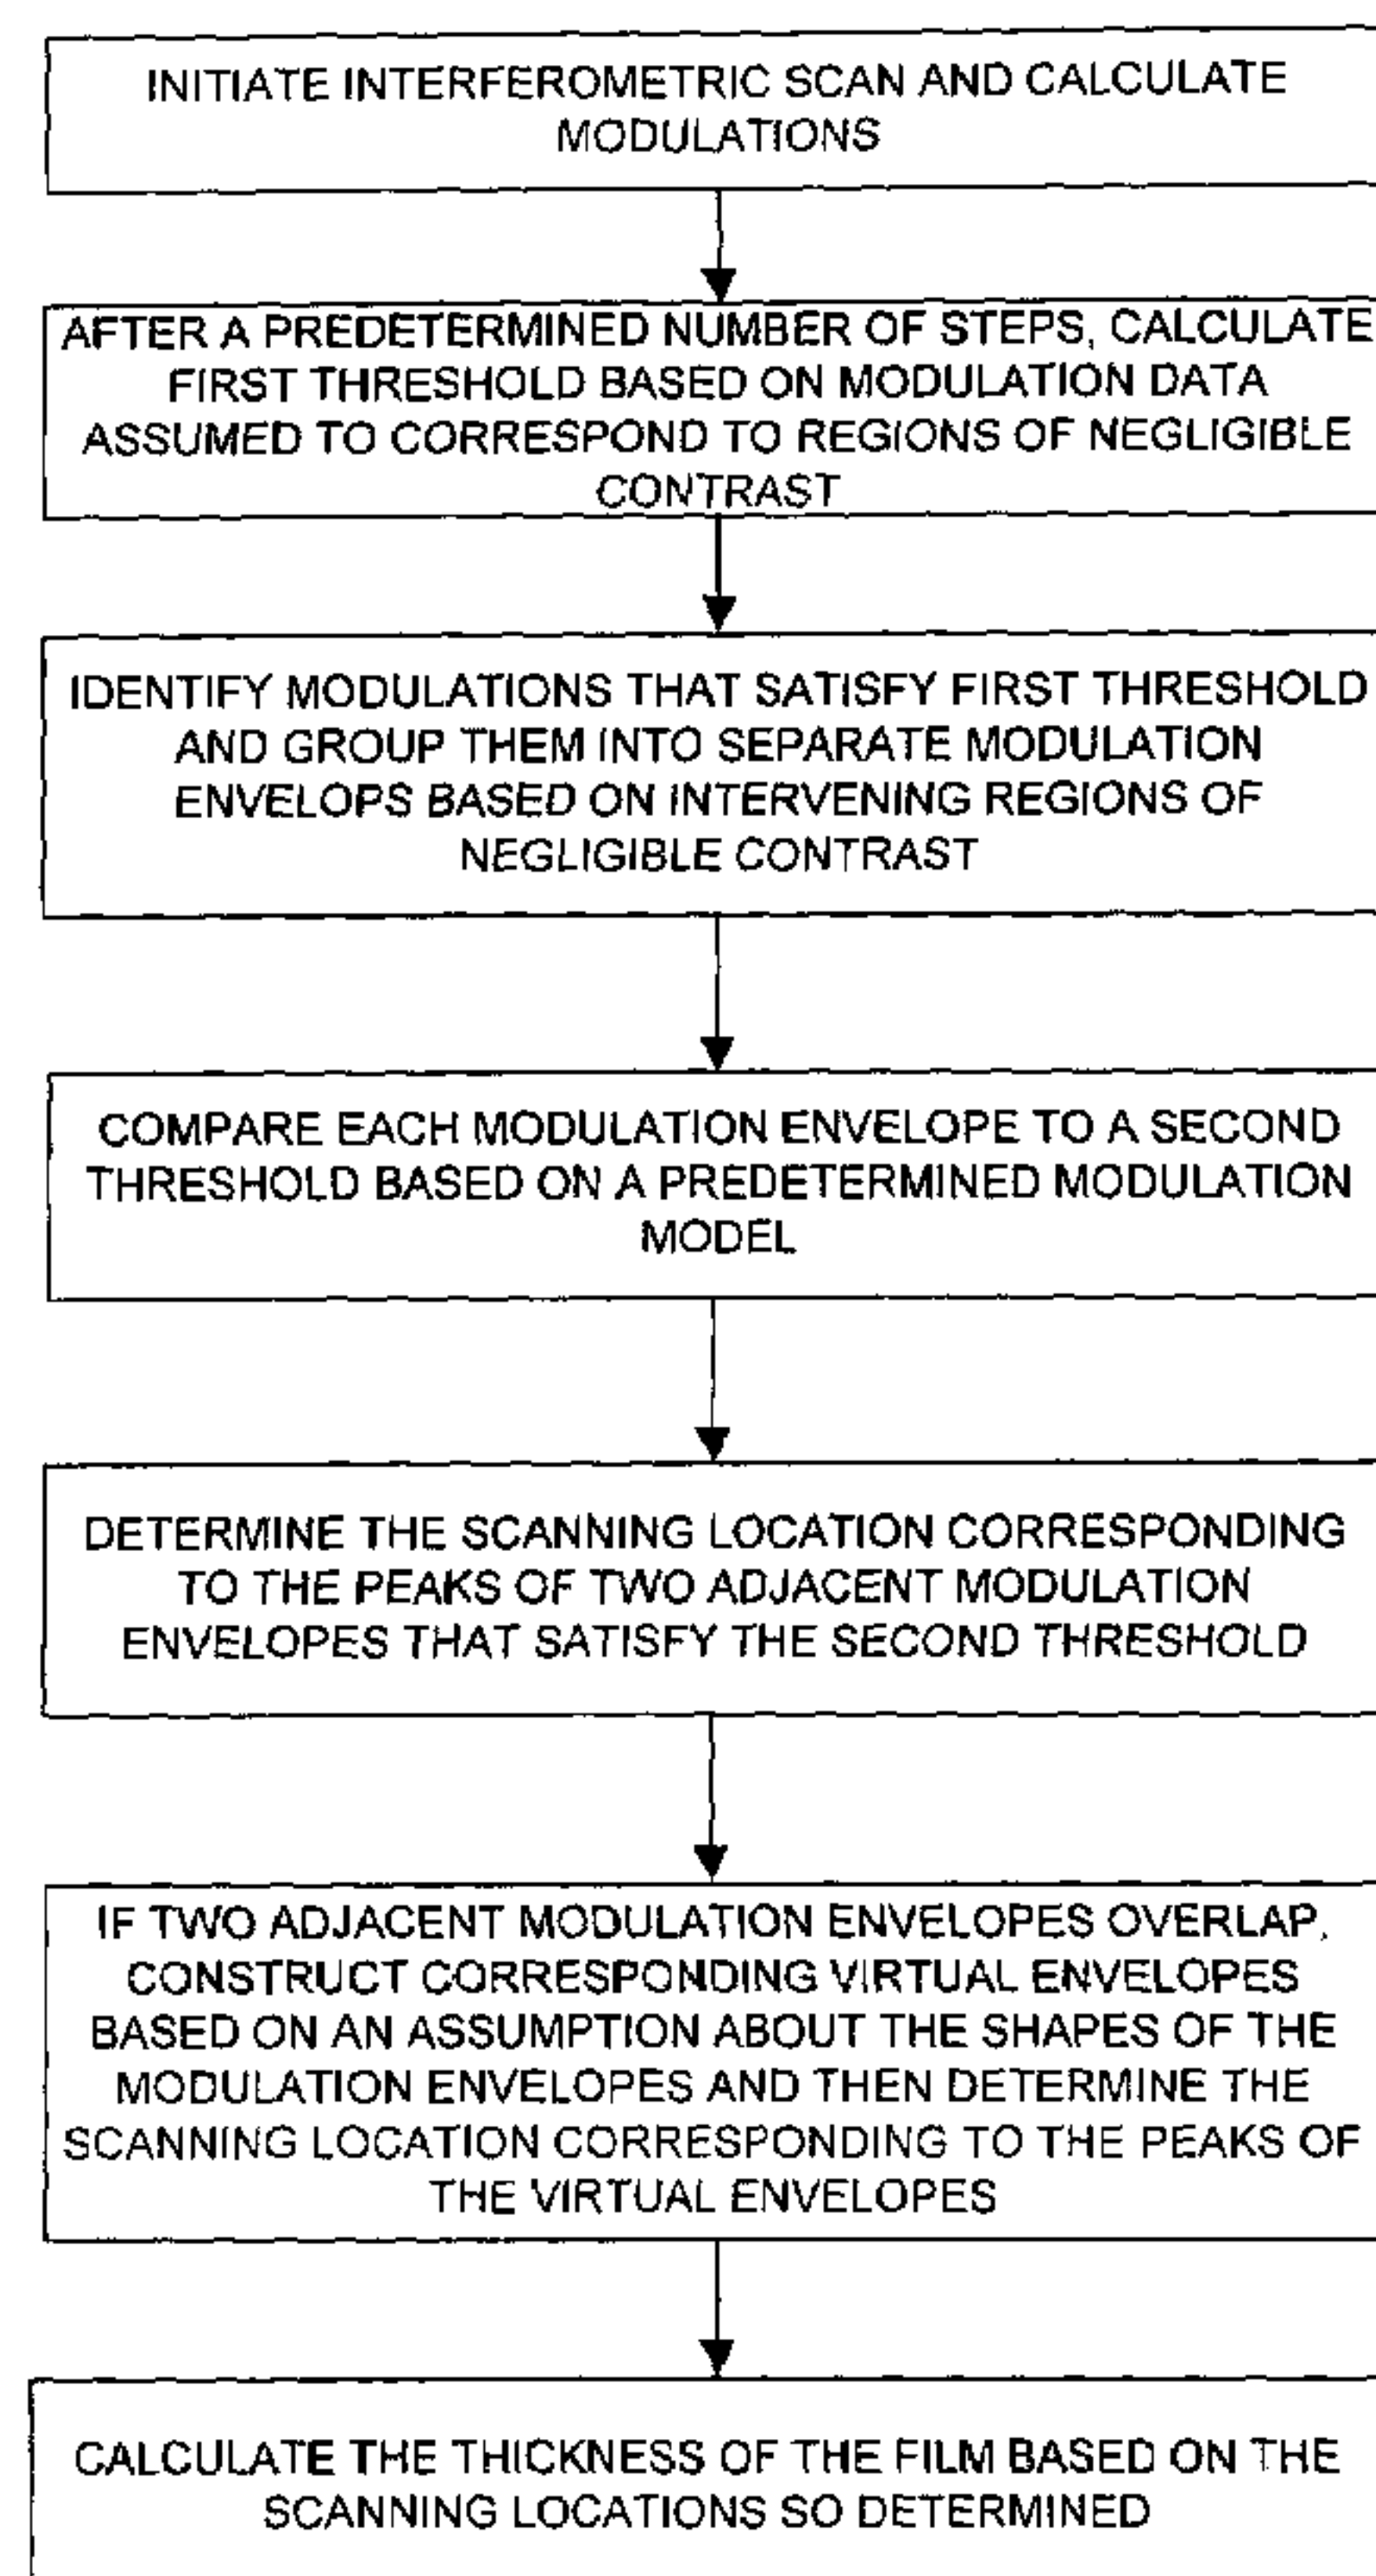 INITIATE INTERFEROMETRIC SCAN AND CALCULATE
MODULATIONS
AFTER A PREDETERMINED NUMBER OF STEPS, CALCULATE
FIRST THRESHOLD BASED ON MODULATION DATA
ASSUMED TO CORRESPOND TO REGIONS OF NEGLIGIBLE
CONTRAST
IDENTIFY MODULATIONS THAT SATISFY FIRST THRESHOLD
AND GROUP THEM INTO SEPARATE MODULATION
ENVELOPS BASED ON INTERVENING REGIONS OF
NEGLIGIBLE CONTRAST
COMPARE EACH MODULATION ENVELOPE TO A SECOND
THRESHOLD BASED ON A PREDETERMINED MODULATION
MODEL
DETERMINE THE SCANNING LOCATION CORRESPONDING
TO THE PEAKS OF TWO ADJACENT MODULATION
ENVELOPES THAT SATISFY THE SECOND THRESHOLD
IF TWO ADJACENT MODULATION ENVELOPES OVERLAP,
CONSTRUCT CORRESPONDING VIRTUAL ENVELOPES
BASED ON AN ASSUMPTION ABOUT THE SHAPES OF THE
MODULATION ENVELOPES AND THEN DETERMINE THE
SCANNING LOCATION CORRESPONDING TO THE PEAKS OF
THE VIRTUAL ENVELOPES
CALCULATE THE THICKNESS OF THE FILM BASED ON THE
SCANNING LOCATIONS SO DETERMINED